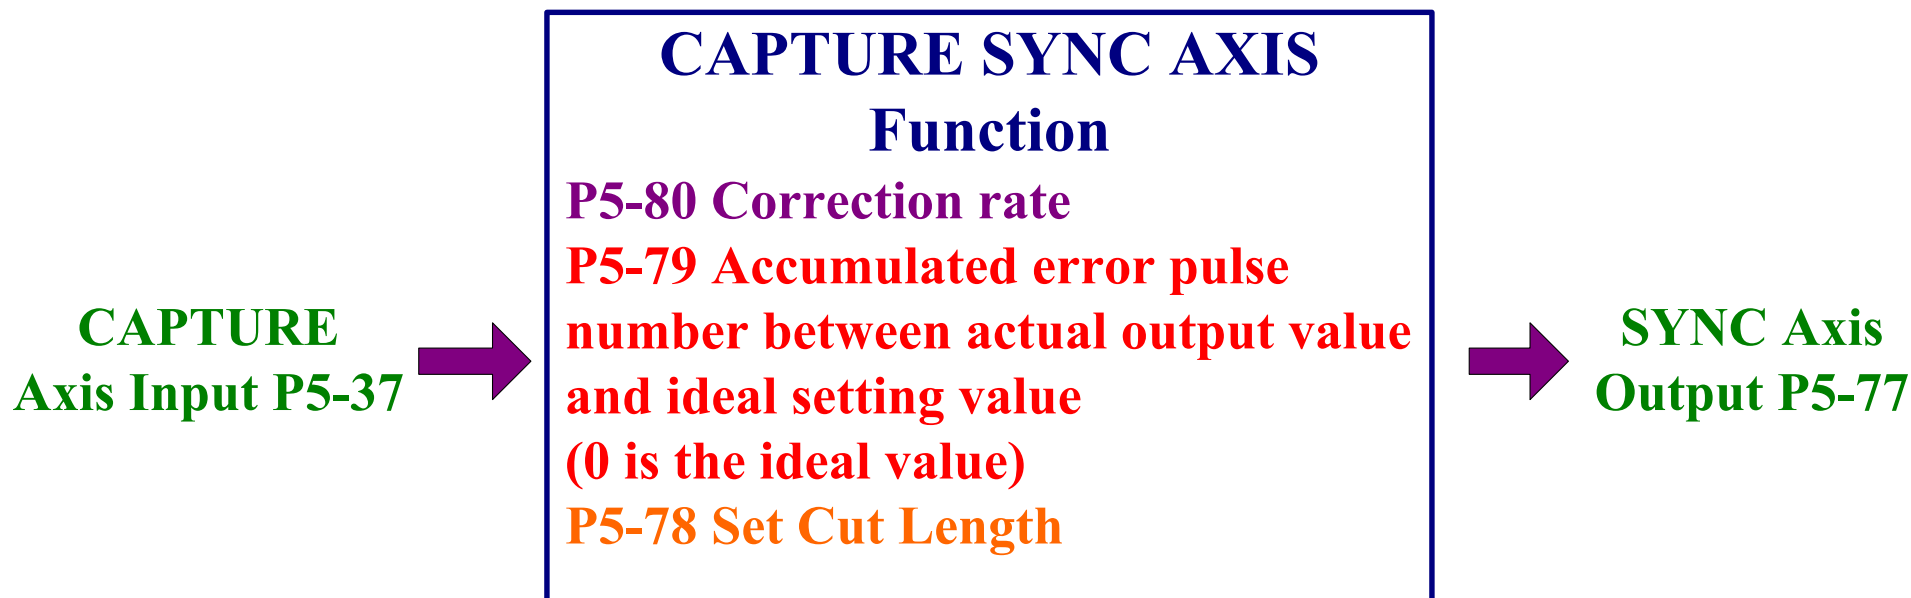 CAPTURE SYNC AXIS
Function
P5-80 Correction rate
P5-79 Accumulated error pulse
number between actual output value
and ideal setting value
(0 is the ideal value)
P5-78 Set Cut Length
CAPTURE
Axis Input P5-37
SYNC Axis
Output P5-77